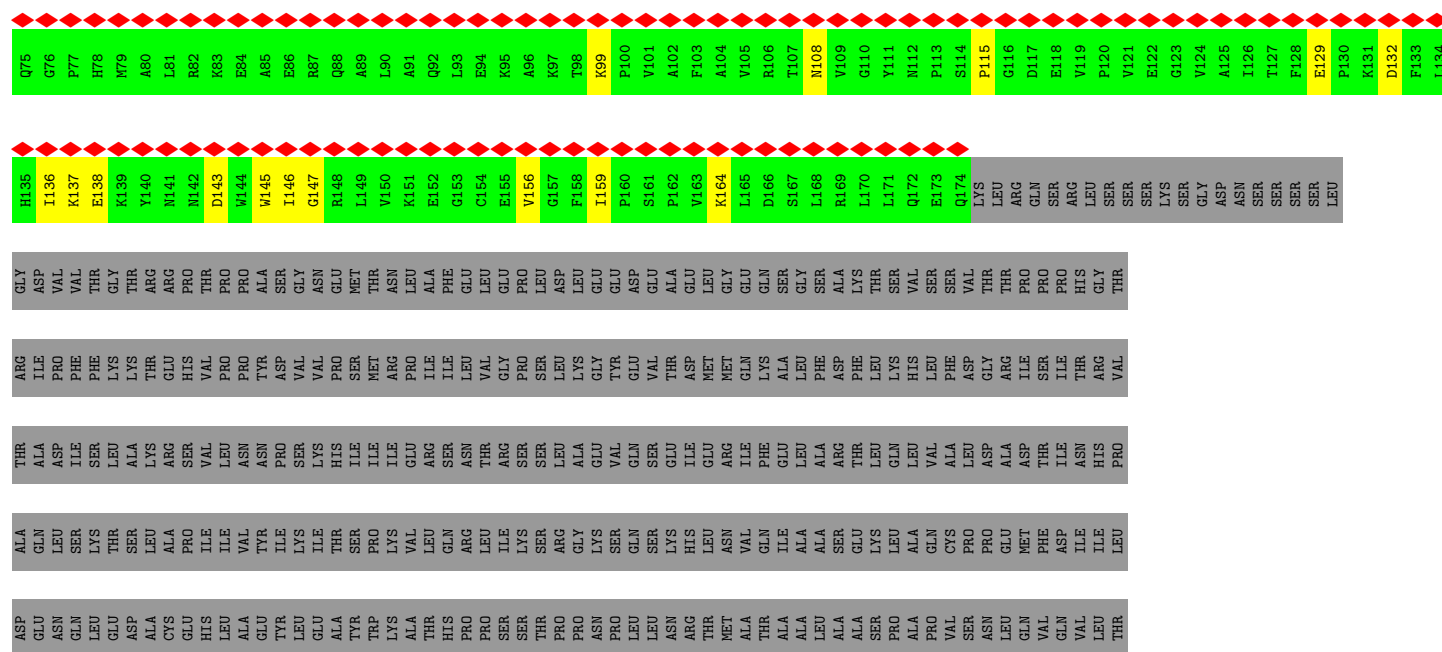 Q75 G76 P77 H78 M79 A80 L81 R82 K83 E84 A85 E86 R87 Q88 A89 L90 A91 Q92 L93 E94 K95 A96 K97 T98 K99 P100 V101 A102 F103 A104 V105 R106 T107 N108 V109 G110 Y111 N112 P113 S114 P115 G116 D117 E118 V119 P120 V121 E122 G123 V124 A125 I126 T127 F128 E129 P130 K131 D132 F133 L134
H135 I136 K137 E138 K139 Y140 N141 N142 D143 W144 W145 I146 G147 R148 L149 V150 K151 E152 G153 C154 E155 V156 G157 F158 I159 P160 S161 P162 V163 K164 L165 D166 S167 L168 R169 L170 L171 Q172 E173 Q174 LYS LEU ARG GLN SER ARG LEU SER SER SER LYS SER GLY ASP ASN SER SER SER SER LEU
GLY ASP VAL VAL THR GLY THR ARG ARG PRO THR PRO PRO ALA SER GLY ASN GLU MET THR ASN LEU ALA PHE GLU LEU GLU PRO LEU ASP LEU GLU GLU ASP GLU ALA GLU LEU GLY GLU GLN SER GLY SER ALA LYS THR SER VAL SER SER VAL THR THR PRO PRO PRO HIS GLY THR
ARG ILE PRO PHE PHE LYS LYS THR GLU HIS VAL PRO PRO TYR ASP VAL VAL PRO SER MET ARG PRO ILE ILE LEU VAL GLY PRO SER LEU LYS GLY TYR GLU VAL THR ASP MET MET GLN LYS ALA LEU PHE ASP PHE LEU LYS HIS LEU PHE ASP GLY ARG ILE SER ILE THR ARG VAL
THR ALA ASP ILE SER LEU ALA LYS ARG SER VAL LEU ASN ASN PRO SER LYS HIS ILE ILE ILE GLU ARG SER ASN THR ARG SER SER LEU ALA GLU VAL GLN SER GLU ILE GLU ARG ILE PHE GLU LEU ALA ARG THR LEU GLN LEU VAL ALA LEU ASP ALA ASP THR ILE ASN HIS PRO
ALA GLN LEU SER LYS THR SER LEU ALA PRO ILE ILE VAL TYR ILE LYS ILE THR SER PRO LYS VAL LEU GLN ARG LEU ILE LYS SER ARG GLY LYS SER GLN SER LYS HIS LEU ASN VAL GLN ILE ALA ALA SER GLU LYS LEU ALA GLN CYS PRO PRO GLU MET PHE ASP ILE ILE LEU
ASP GLU ASN GLN LEU GLU ASP ALA CYS GLU HIS LEU ALA GLU TYR LEU GLU ALA TYR TRP LYS ALA THR HIS PRO PRO SER SER THR PRO PRO ASN PRO LEU LEU ASN ARG THR MET ALA THR ALA ALA LEU ALA ALA SER PRO ALA PRO VAL SER ASN LEU GLN VAL GLN VAL LEU THR